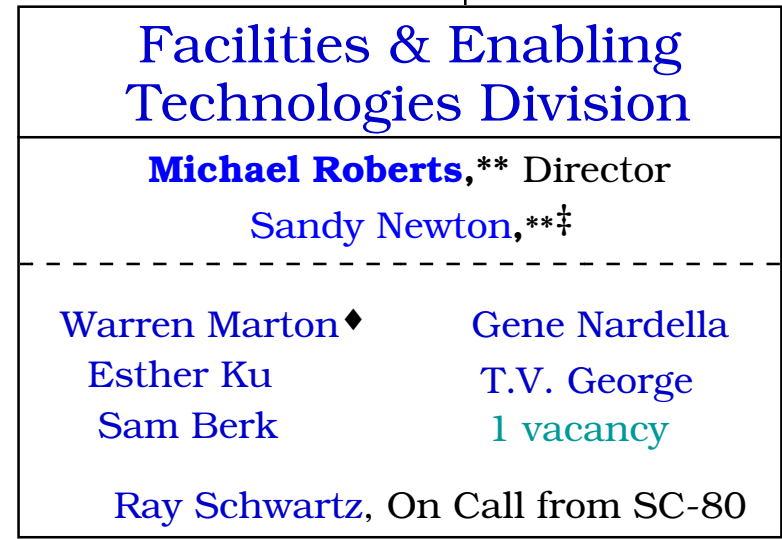 Facilities & Enabling
Technologies Division
Michael Roberts,** Director
Sandy Newton,**‡
Warren Marton♦ Gene Nardella
Esther Ku T.V. George
Sam Berk 1 vacancy
Ray Schwartz, On Call from SC-80